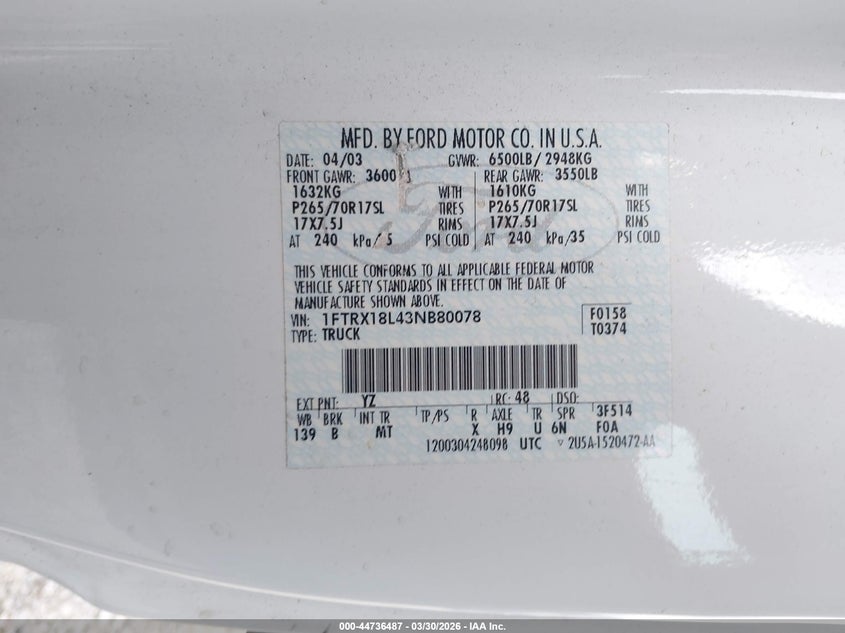 MFD. BY FORD MOTOR CO. IN U.S.A.
DATE: 04/03 GVWR: 6500LB/ 2948KG
FRONT GAWR: 3600 REAR GAWR: 3550LB
1632KG WITH 1610KG WITH
P265/70R17SL TIRES P265/70R17SL TIRES
17X7.5J RIMS 17X7.5J RIMS
AT 240 kPa/ 5 PSI COLD AT 240 kPa/35 PSI COLD
THIS VEHICLE CONFORMS TO ALL APPLICABLE FEDERAL MOTOR
VEHICLE SAFETY STANDARDS IN EFFECT ON THE DATE OF
MANUFACTURE SHOWN ABOVE.
VIN: 1FTRX18L43NB80078 F0158
TYPE: TRUCK T0374
EXT PNT: YZ RC: 48 DSO:
WB BRK INT TR TP/PS R AXLE TR SPR 3F514
139 B MT X H9 U 6N F0A
1200304248098 UTC ▽ 2U5A-1520472-AA
Ford
000-44736487 - 03/30/2026 - IAA Inc.